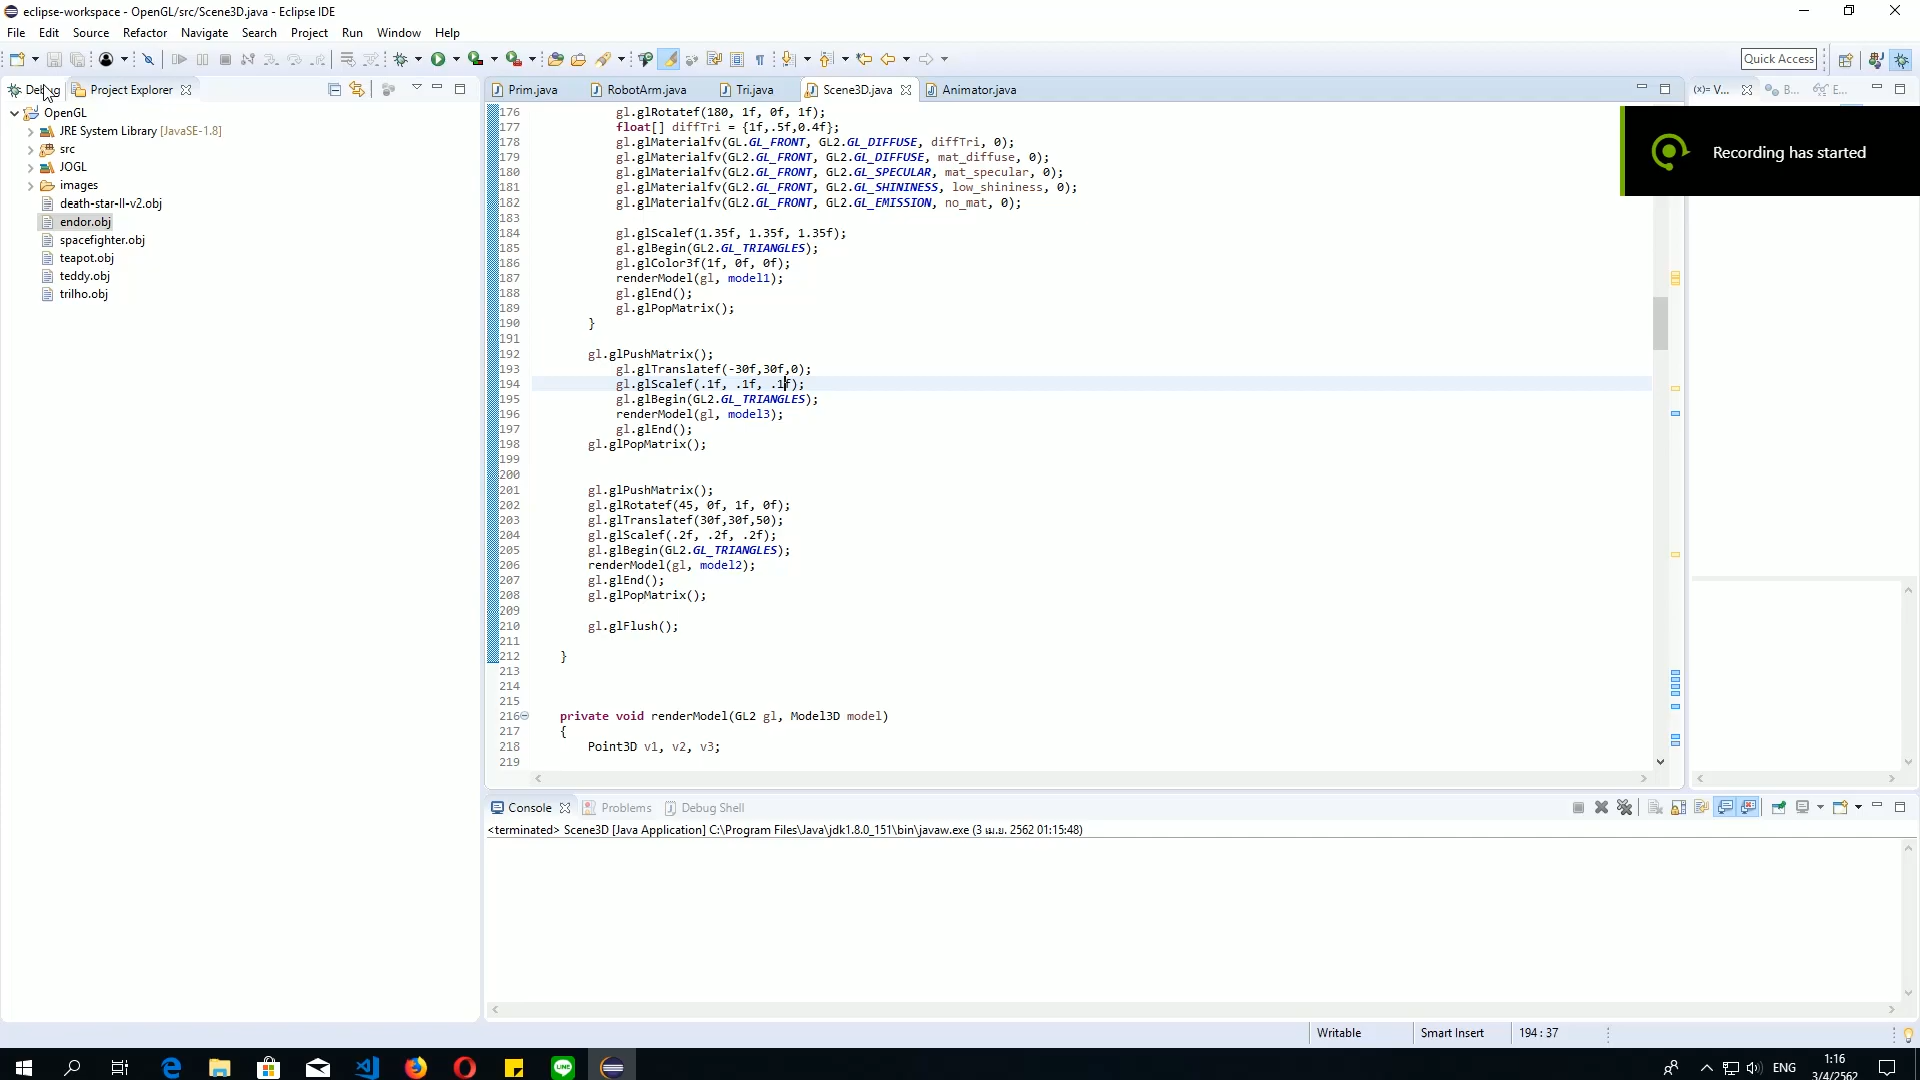 eclipse-workspace - OpenGL/src/Scene3D.java - Eclipse IDE
File Edit Source Refactor Navigate Search Project Run Window Help
Quick Access
Debug Project Explorer
Prim.java RobotArm.java Tri.java Scene3D.java Animator.java
(x)= V... B... E...
OpenGL
JRE System Library [JavaSE-1.8]
src
JOGL
images
death-star-II-v2.obj
endor.obj
spacefighter.obj
teapot.obj
teddy.obj
trilho.obj
Recording has started
176 gl.glRotatef(180, 1f, 0f, 1f);
177 float[] diffTri = {1f,.5f,0.4f};
178 gl.glMaterialfv(GL.GL_FRONT, GL2.GL_DIFFUSE, diffTri, 0);
179 gl.glMaterialfv(GL2.GL_FRONT, GL2.GL_DIFFUSE, mat_diffuse, 0);
180 gl.glMaterialfv(GL2.GL_FRONT, GL2.GL_SPECULAR, mat_specular, 0);
181 gl.glMaterialfv(GL2.GL_FRONT, GL2.GL_SHININESS, low_shininess, 0);
182 gl.glMaterialfv(GL2.GL_FRONT, GL2.GL_EMISSION, no_mat, 0);
183
184 gl.glScalef(1.35f, 1.35f, 1.35f);
185 gl.glBegin(GL2.GL_TRIANGLES);
186 gl.glColor3f(1f, 0f, 0f);
187 renderModel(gl, model1);
188 gl.glEnd();
189 gl.glPopMatrix();
190 }
191
192 gl.glPushMatrix();
193 gl.glTranslatef(-30f,30f,0);
194 gl.glScalef(.1f, .1f, .1f);
195 gl.glBegin(GL2.GL_TRIANGLES);
196 renderModel(gl, model3);
197 gl.glEnd();
198 gl.glPopMatrix();
199
200
201 gl.glPushMatrix();
202 gl.glRotatef(45, 0f, 1f, 0f);
203 gl.glTranslatef(30f,30f,50);
204 gl.glScalef(.2f, .2f, .2f);
205 gl.glBegin(GL2.GL_TRIANGLES);
206 renderModel(gl, model2);
207 gl.glEnd();
208 gl.glPopMatrix();
209
210 gl.glFlush();
211
212 }
213
214
215
216 private void renderModel(GL2 gl, Model3D model)
217 {
218 Point3D v1, v2, v3;
219
Console Problems Debug Shell
<terminated> Scene3D [Java Application] C:\Program Files\Java\jdk1.8.0_151\bin\javaw.exe (3 เม.ย. 2562 01:15:48)
Writable Smart Insert 194 : 37
LINE
ENG
1:16
3/4/2562